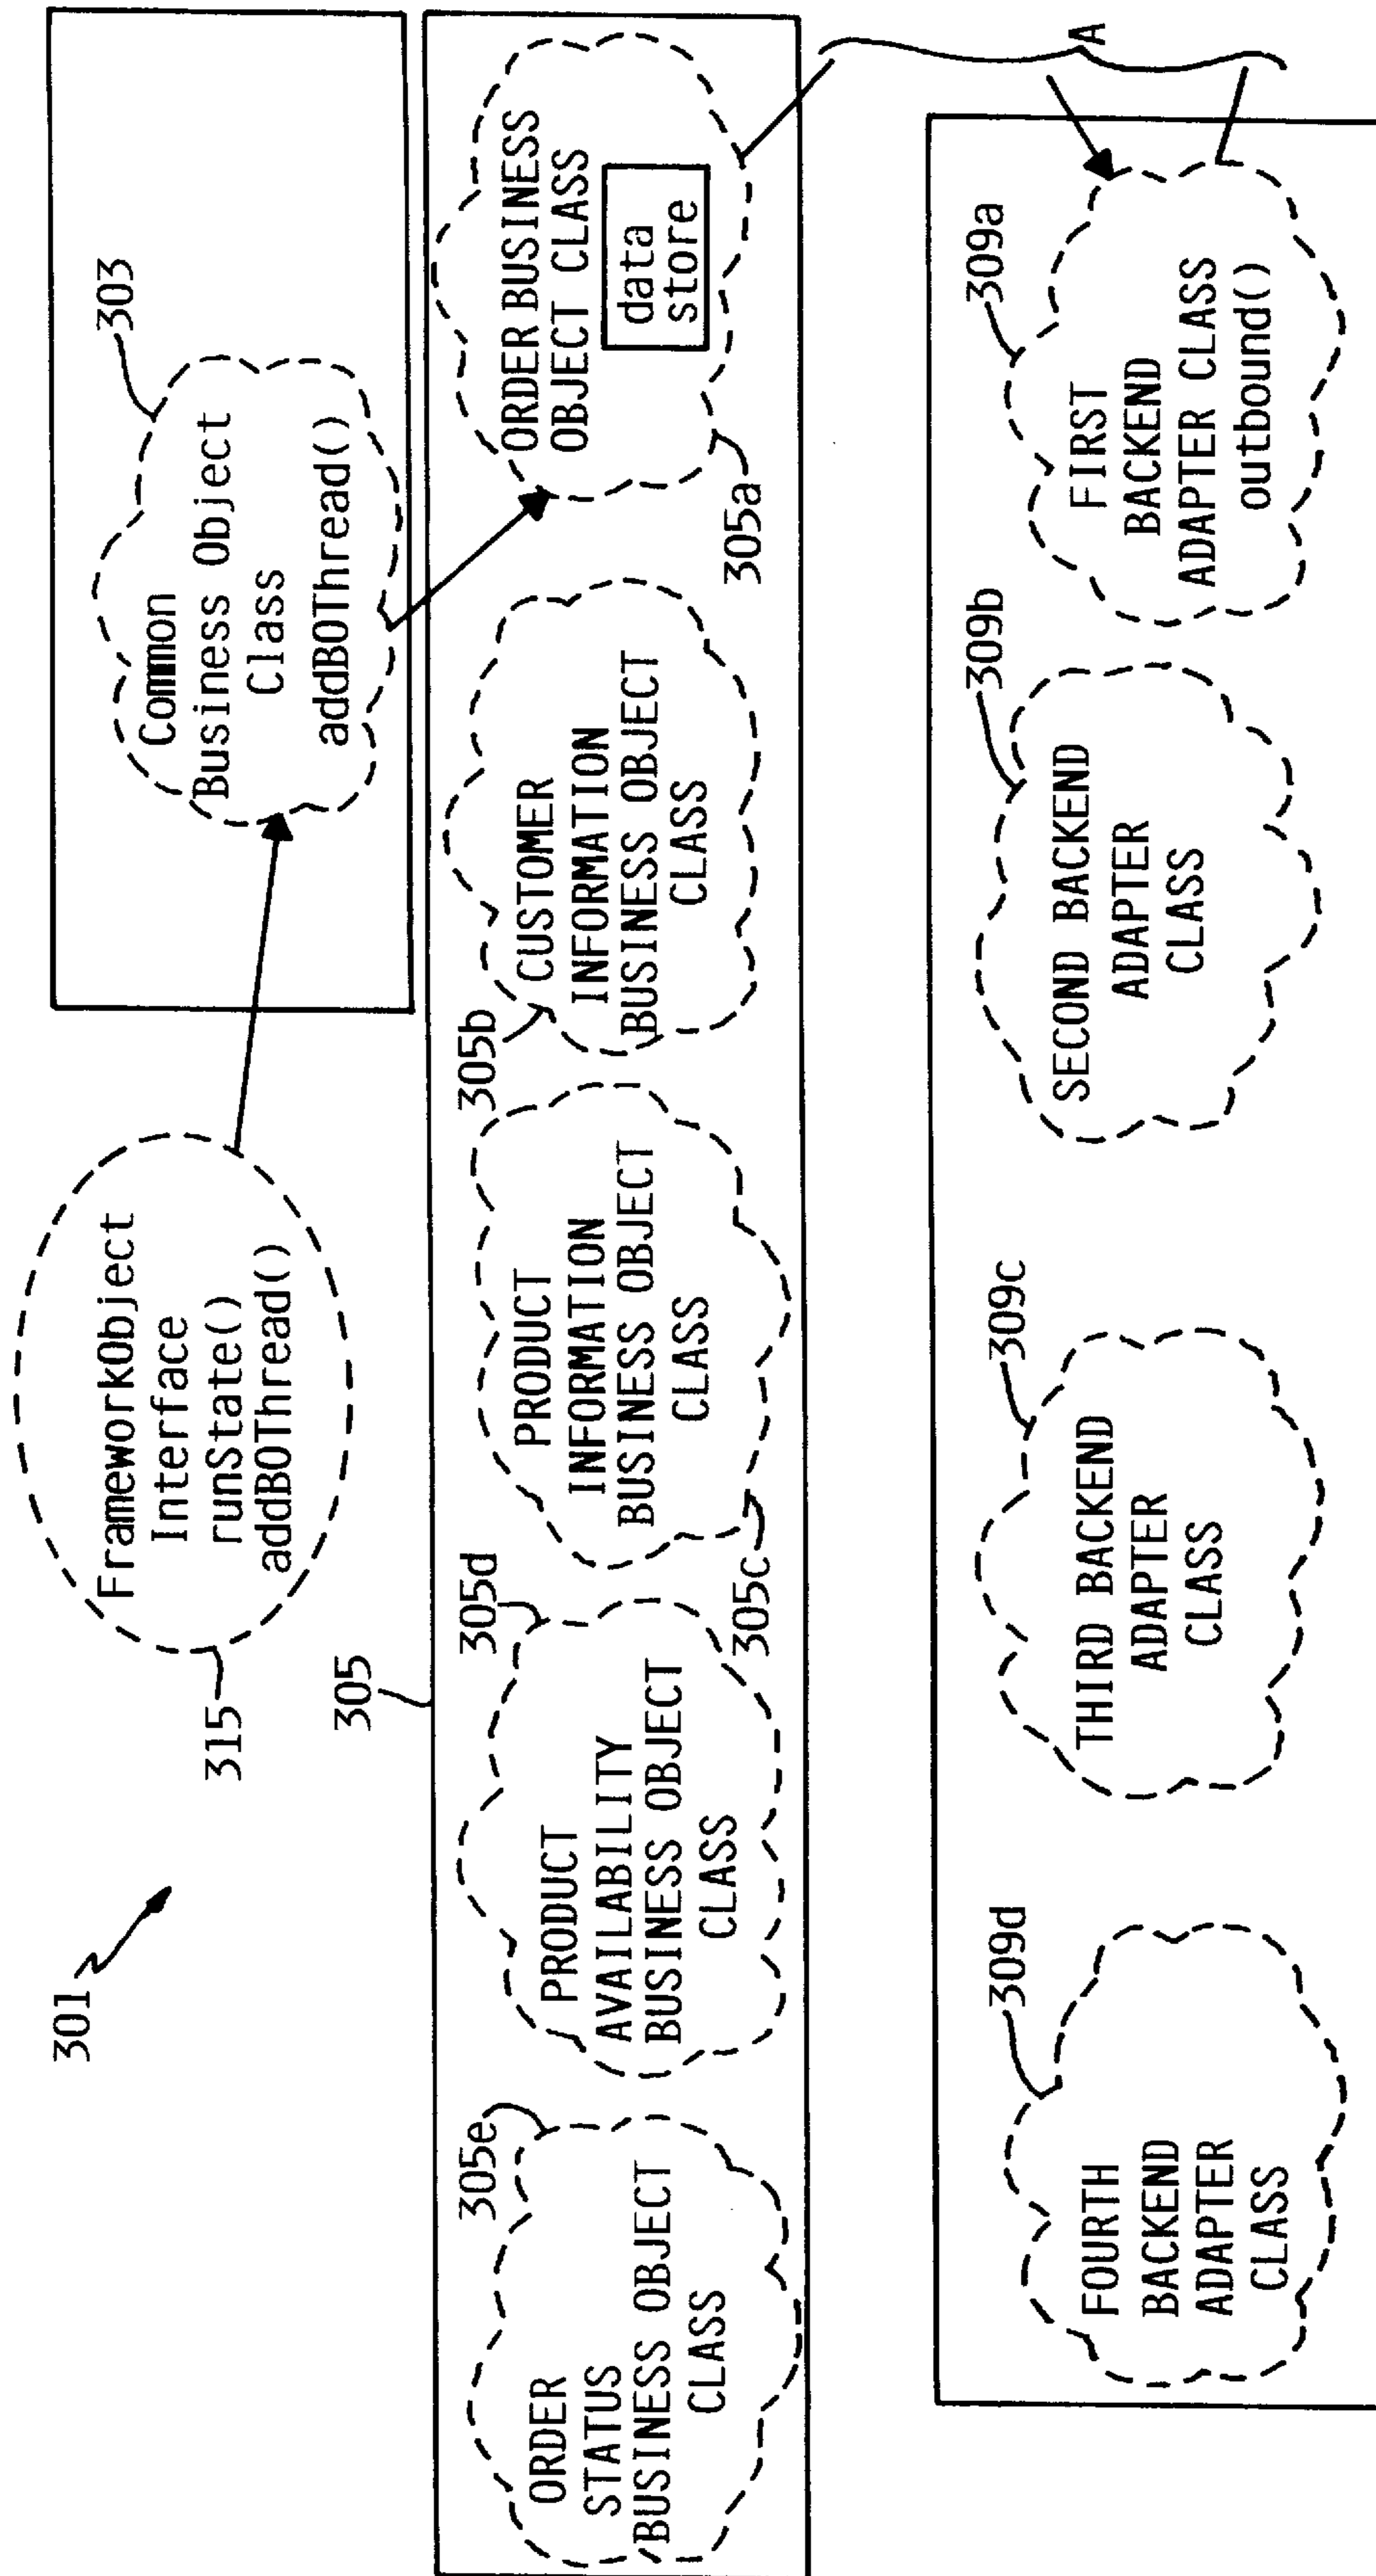 301
315
FrameworkObject
Interface
runState()
addBOThread()
303
Common
Business Object
Class
addBOThread()
305
305e
ORDER
STATUS
BUSINESS OBJECT
CLASS
305d
PRODUCT
AVAILABILITY
BUSINESS OBJECT
CLASS
305c
PRODUCT
INFORMATION
BUSINESS OBJECT
CLASS
305b
CUSTOMER
INFORMATION
BUSINESS OBJECT
CLASS
305a
ORDER BUSINESS
OBJECT CLASS
data
store
A
309d
FOURTH
BACKEND
ADAPTER
CLASS
309c
THIRD BACKEND
ADAPTER
CLASS
309b
SECOND BACKEND
ADAPTER
CLASS
309a
FIRST
BACKEND
ADAPTER CLASS
outbound()